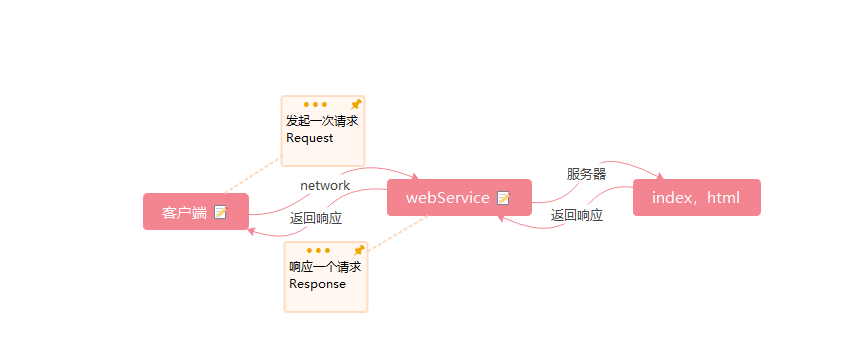 发起一次请求
Request
network
服务器
客户端
webService
index，html
返回响应
返回响应
响应一个请求
Response